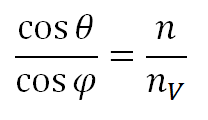 cos θ / cos φ = n / n_V